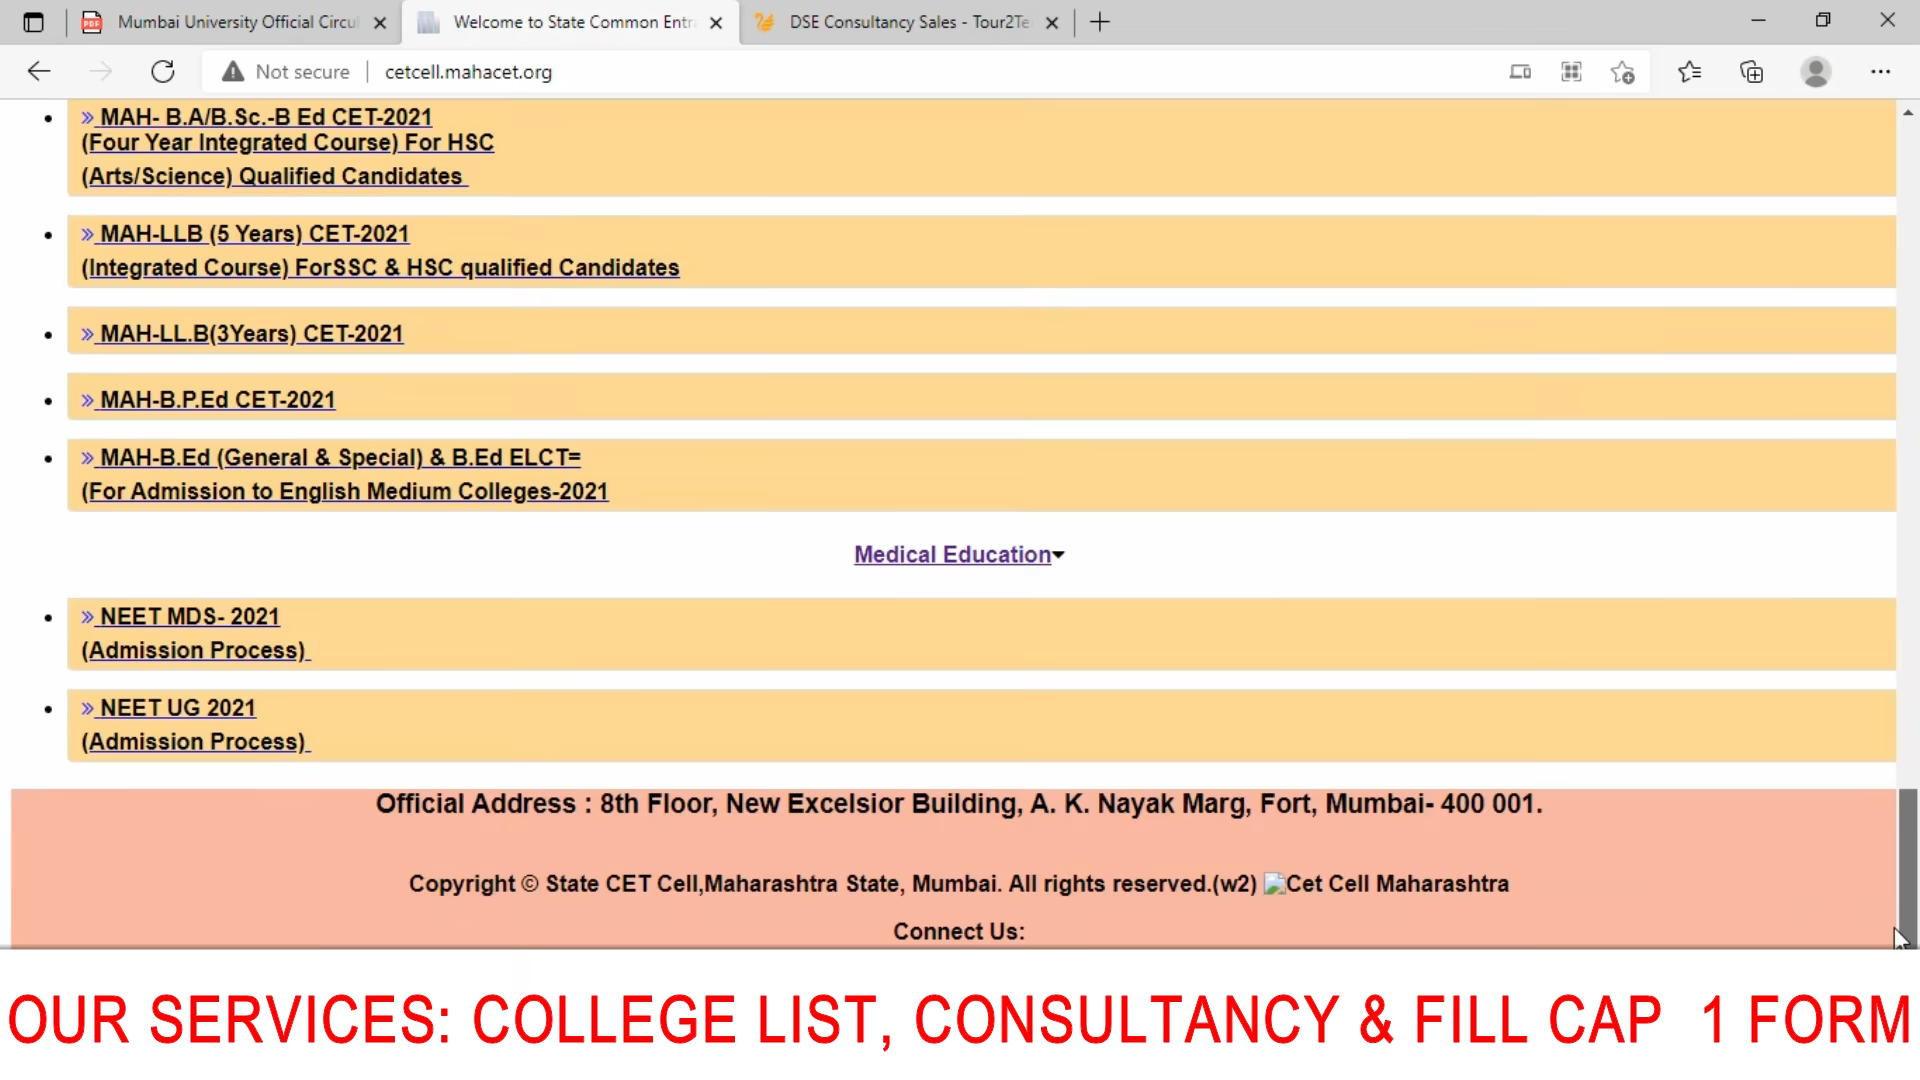 Mumbai University Official Circul
Welcome to State Common Entr
DSE Consultancy Sales - Tour2Te
Not secure
cetcell.mahacet.org
» MAH- B.A/B.Sc.-B Ed CET-2021
(Four Year Integrated Course) For HSC
(Arts/Science) Qualified Candidates
» MAH-LLB (5 Years) CET-2021
(Integrated Course) ForSSC & HSC qualified Candidates
» MAH-LL.B(3Years) CET-2021
» MAH-B.P.Ed CET-2021
» MAH-B.Ed (General & Special) & B.Ed ELCT=
(For Admission to English Medium Colleges-2021
Medical Education
» NEET MDS- 2021
(Admission Process)
» NEET UG 2021
(Admission Process)
Official Address : 8th Floor, New Excelsior Building, A. K. Nayak Marg, Fort, Mumbai- 400 001.
Copyright © State CET Cell,Maharashtra State, Mumbai. All rights reserved.(w2) Cet Cell Maharashtra
Connect Us:
OUR SERVICES: COLLEGE LIST, CONSULTANCY & FILL CAP 1 FORM